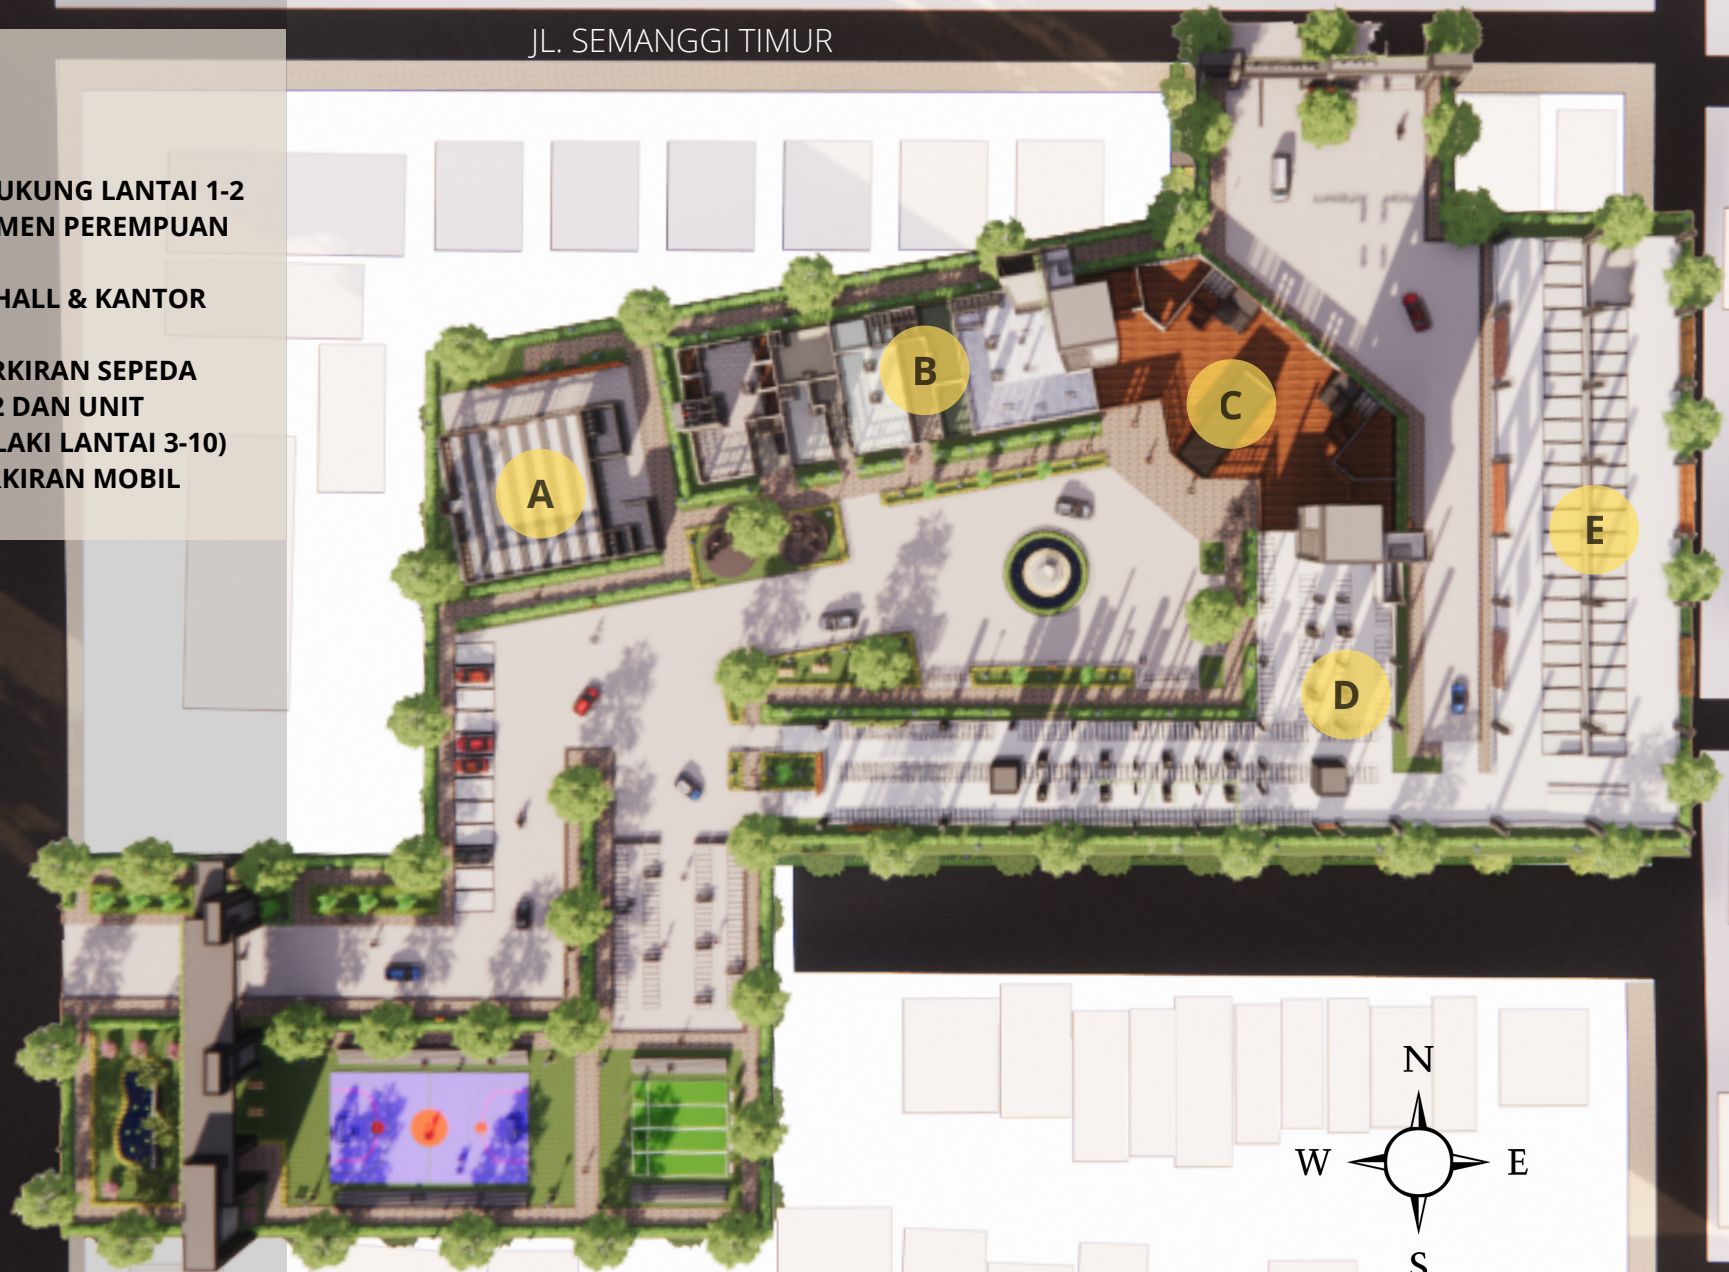 JL. SEMANGGI TIMUR
UKUNG LANTAI 1-2
MEN PEREMPUAN
HALL & KANTOR
RKIRAN SEPEDA
2 DAN UNIT
LAKI LANTAI 3-10)
RKIRAN MOBIL
A
B
C
D
E
N
W
E
S